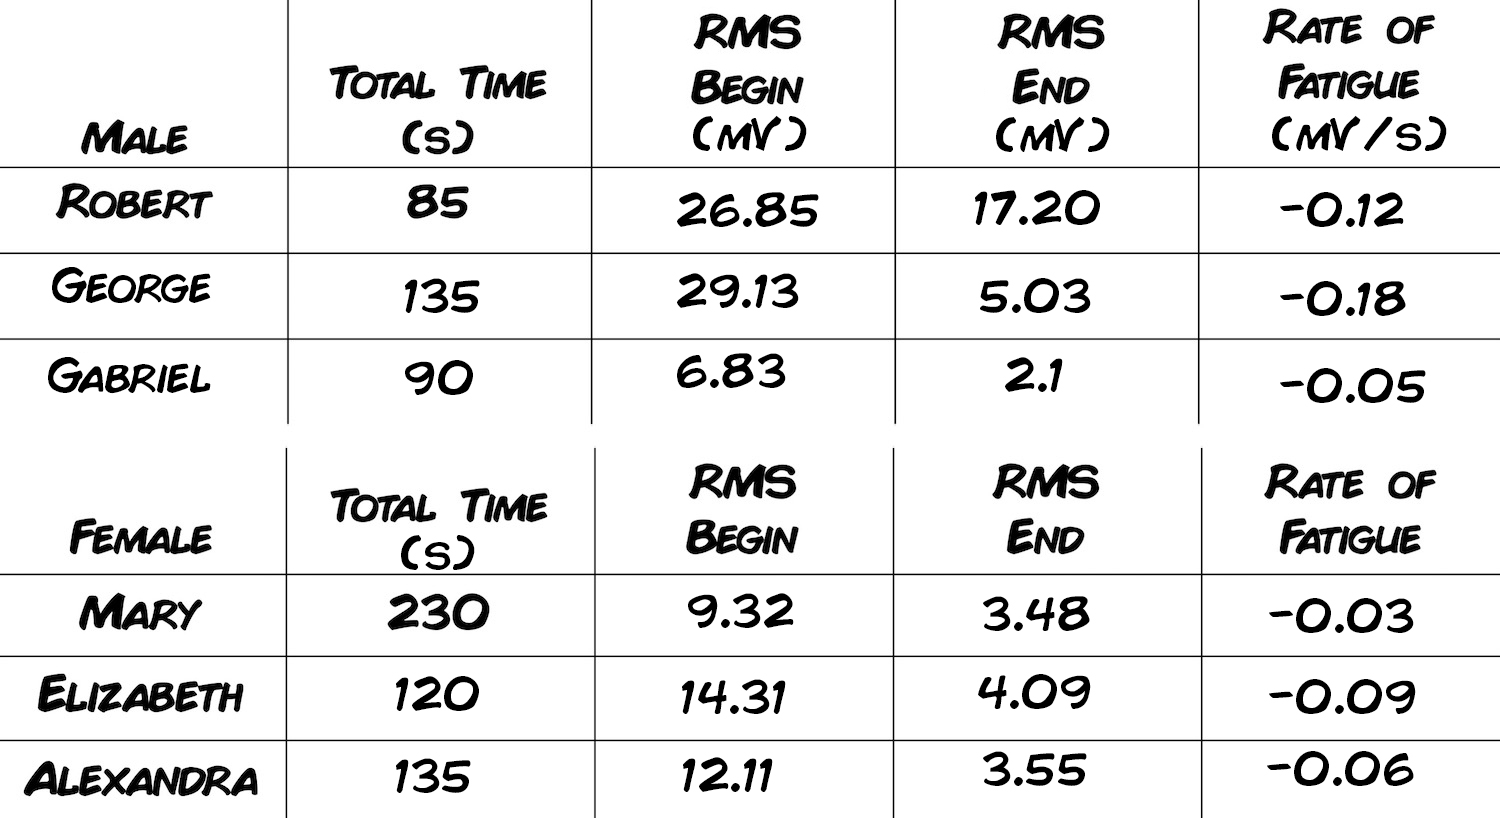 Male Total Time (s) RMS Begin (mV) RMS End (mV) Rate of Fatigue (mV/s)
Robert 85 26.85 17.20 -0.12
George 135 29.13 5.03 -0.18
Gabriel 90 6.83 2.1 -0.05
Female Total Time (s) RMS Begin RMS End Rate of Fatigue
Mary 230 9.32 3.48 -0.03
Elizabeth 120 14.31 4.09 -0.09
Alexandra 135 12.11 3.55 -0.06